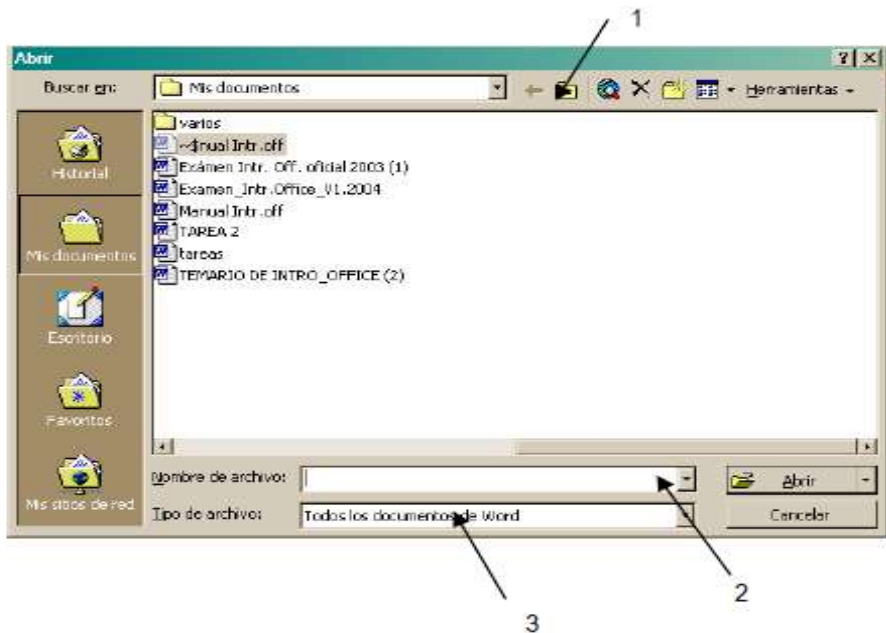 1
Abrir
Buscar en:
Mis documentos
Herramientas
varios
~$nual Intr.off
Exámen Intr. Off. oficial 2003 (1)
Examen_Intr.Office_V1.2004
Manual Intr.off
TAREA 2
tareas
TEMARIO DE INTRO_OFFICE (2)
Historial
Mis documentos
Escritorio
Favoritos
Mis sitios de red
Nombre de archivo:
Abrir
Tipo de archivo:
Todos los documentos de Word
Cancelar
2
3